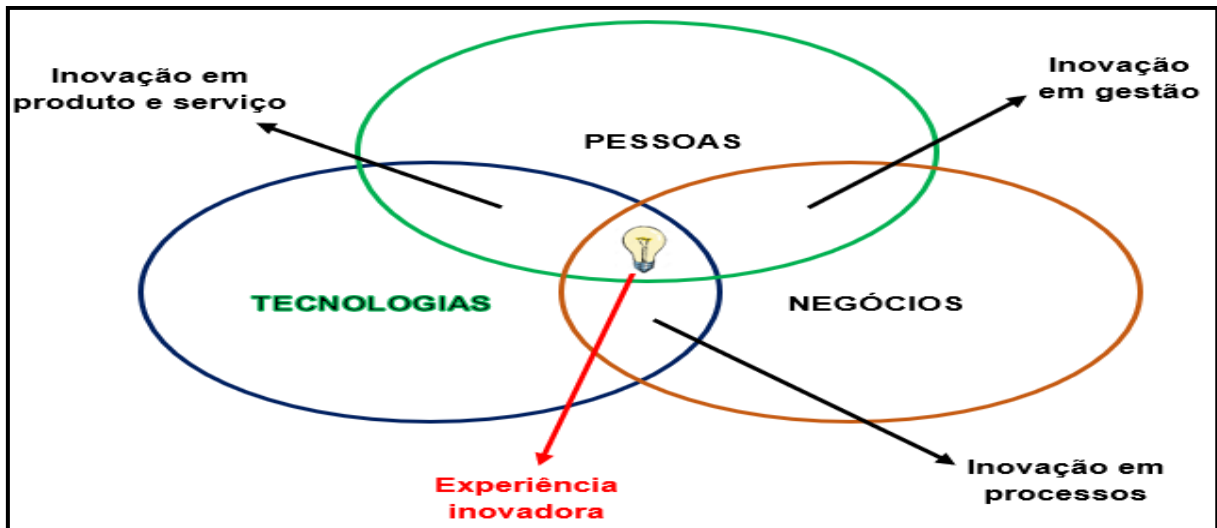 Inovação em
produto e serviço
Inovação
em gestão
PESSOAS
TECNOLOGIAS
NEGÓCIOS
Experiência
inovadora
Inovação em
processos